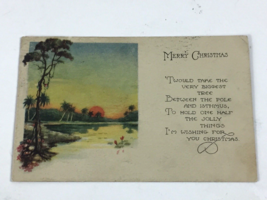 Merry Christmas
'Twould take the
very biggest
tree
Between the Pole
and Isthmus,
To hold one half
the jolly
things
I'm wishing for
you Christmas.